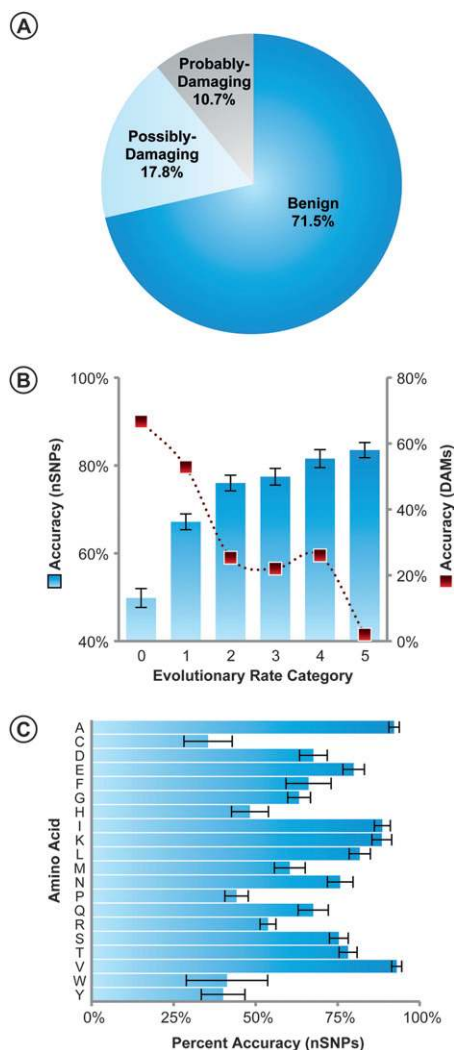 A
Probably-
Damaging
10.7%
Possibly-
Damaging
17.8%
Benign
71.5%
B
100%
80%
60%
40%
Accuracy (nSNPs)
80%
60%
40%
20%
0%
Accuracy (DAMs)
0 1 2 3 4 5
Evolutionary Rate Category
C
Amino Acid
A
C
D
E
F
G
H
I
K
L
M
N
P
Q
R
S
T
V
W
Y
0% 25% 50% 75% 100%
Percent Accuracy (nSNPs)